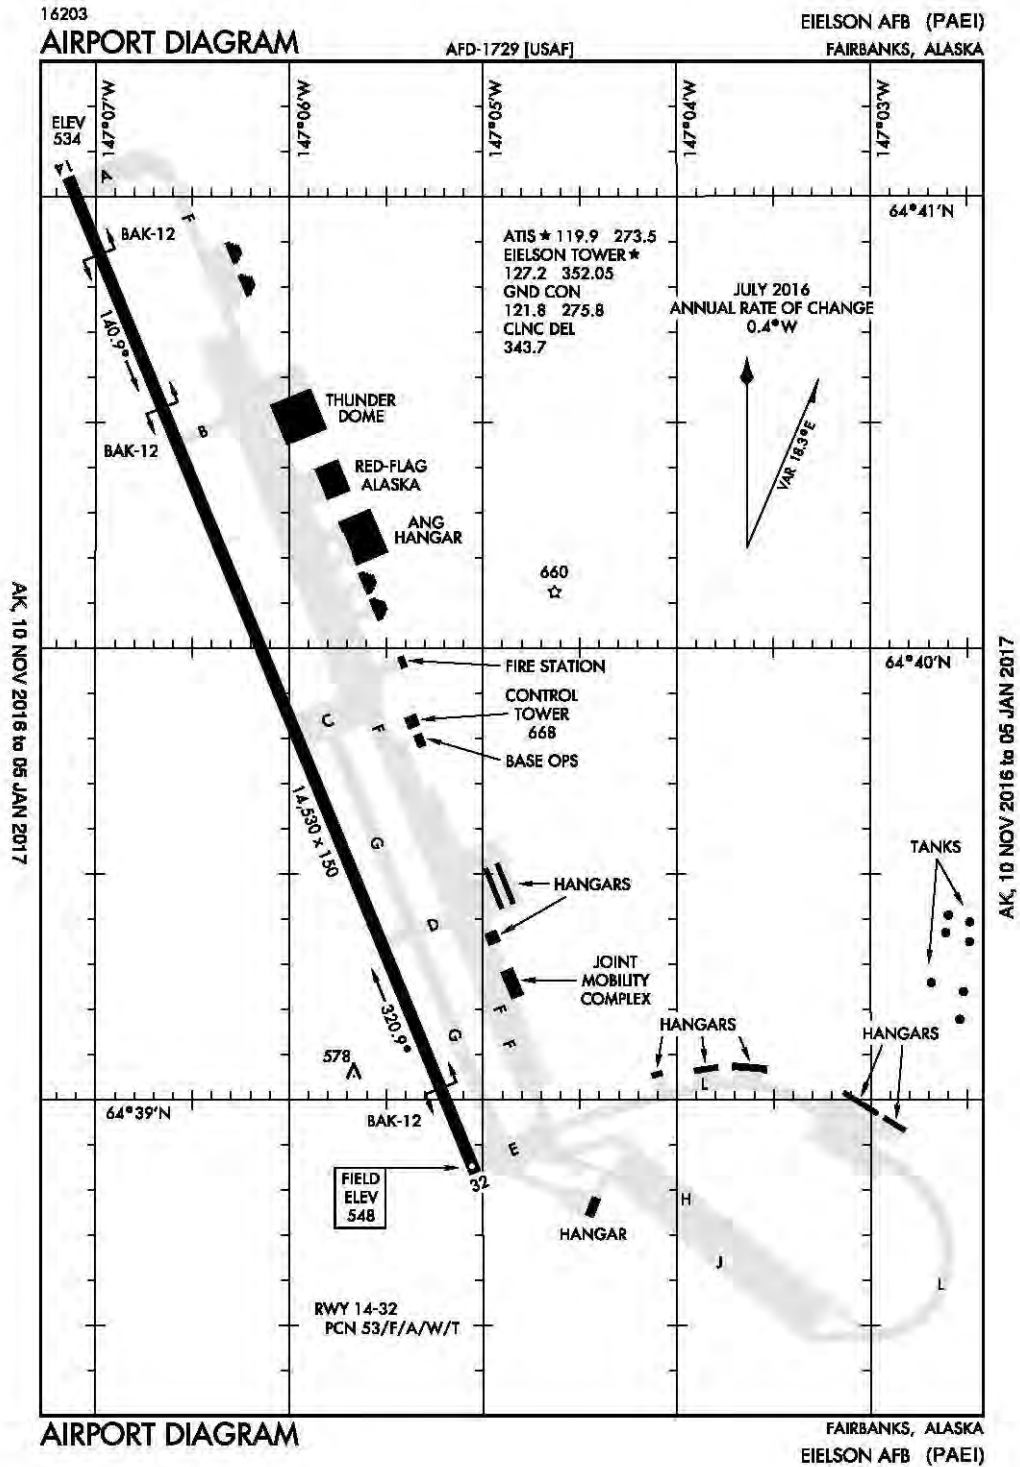 16203
AIRPORT DIAGRAM
AFD-1729 [USAF]
EIELSON AFB (PAEI)
FAIRBANKS, ALASKA
147°07'W
147°06'W
147°05'W
147°04'W
147°03'W
ELEV
534
14
A
F
64°41'N
BAK-12
ATIS ★ 119.9 273.5
EIELSON TOWER ★
127.2 352.05
GND CON
121.8 275.8
CLNC DEL
343.7
JULY 2016
ANNUAL RATE OF CHANGE
0.4°W
VAR 18.3°E
140.9°
THUNDER
DOME
B
BAK-12
RED-FLAG
ALASKA
ANG
HANGAR
660
AK, 10 NOV 2016 to 05 JAN 2017
AK, 10 NOV 2016 to 05 JAN 2017
64°40'N
FIRE STATION
CONTROL
TOWER
668
BASE OPS
C
F
14,530 x 150
G
TANKS
HANGARS
D
JOINT
MOBILITY
COMPLEX
F
F
320.9°
G
HANGARS
HANGARS
578
L
64°39'N
BAK-12
E
FIELD
ELEV
548
32
HANGAR
H
J
L
RWY 14-32
PCN 53/F/A/W/T
AIRPORT DIAGRAM
FAIRBANKS, ALASKA
EIELSON AFB (PAEI)